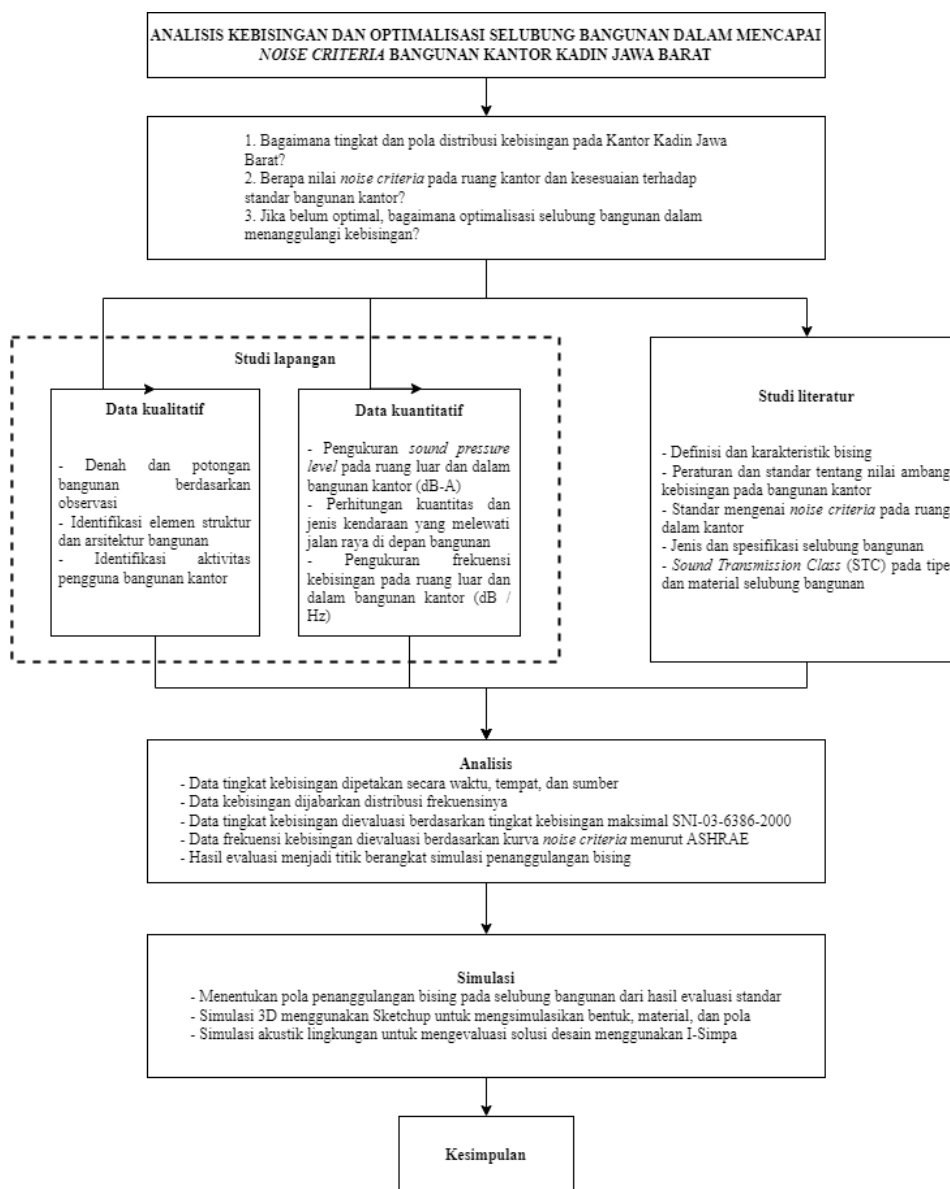 ANALISIS KEBISINGAN DAN OPTIMALISASI SELUBUNG BANGUNAN DALAM MENCAPAI
NOISE CRITERIA BANGUNAN KANTOR KADIN JAWA BARAT
1. Bagaimana tingkat dan pola distribusi kebisingan pada Kantor Kadin Jawa
Barat?
2. Berapa nilai noise criteria pada ruang kantor dan kesesuaian terhadap
standar bangunan kantor?
3. Jika belum optimal, bagaimana optimalisasi selubung bangunan dalam
menanggulangi kebisingan?
Studi lapangan
Data kualitatif
- Denah dan potongan
bangunan berdasarkan
observasi
- Identifikasi elemen struktur
dan arsitektur bangunan
- Identifikasi aktivitas
pengguna bangunan kantor
Data kuantitatif
- Pengukuran sound pressure
level pada ruang luar dan dalam
bangunan kantor (dB-A)
- Perhitungan kuantitas dan
jenis kendaraan yang melewati
jalan raya di depan bangunan
- Pengukuran frekuensi
kebisingan pada ruang luar dan
dalam bangunan kantor (dB /
Hz)
Studi literatur
- Definisi dan karakteristik bising
- Peraturan dan standar tentang nilai ambang
kebisingan pada bangunan kantor
- Standar mengenai noise criteria pada ruang
dalam kantor
- Jenis dan spesifikasi selubung bangunan
- Sound Transmission Class (STC) pada tipe
dan material selubung bangunan
Analisis
- Data tingkat kebisingan dipetakan secara waktu, tempat, dan sumber
- Data kebisingan dijabarkan distribusi frekuensinya
- Data tingkat kebisingan dievaluasi berdasarkan tingkat kebisingan maksimal SNI-03-6386-2000
- Data frekuensi kebisingan dievaluasi berdasarkan kurva noise criteria menurut ASHRAE
- Hasil evaluasi menjadi titik berangkat simulasi penanggulangan bising
Simulasi
- Menentukan pola penanggulangan bising pada selubung bangunan dari hasil evaluasi standar
- Simulasi 3D menggunakan Sketchup untuk mengsimulasikan bentuk, material, dan pola
- Simulasi akustik lingkungan untuk mengevaluasi solusi desain menggunakan I-Simpa
Kesimpulan